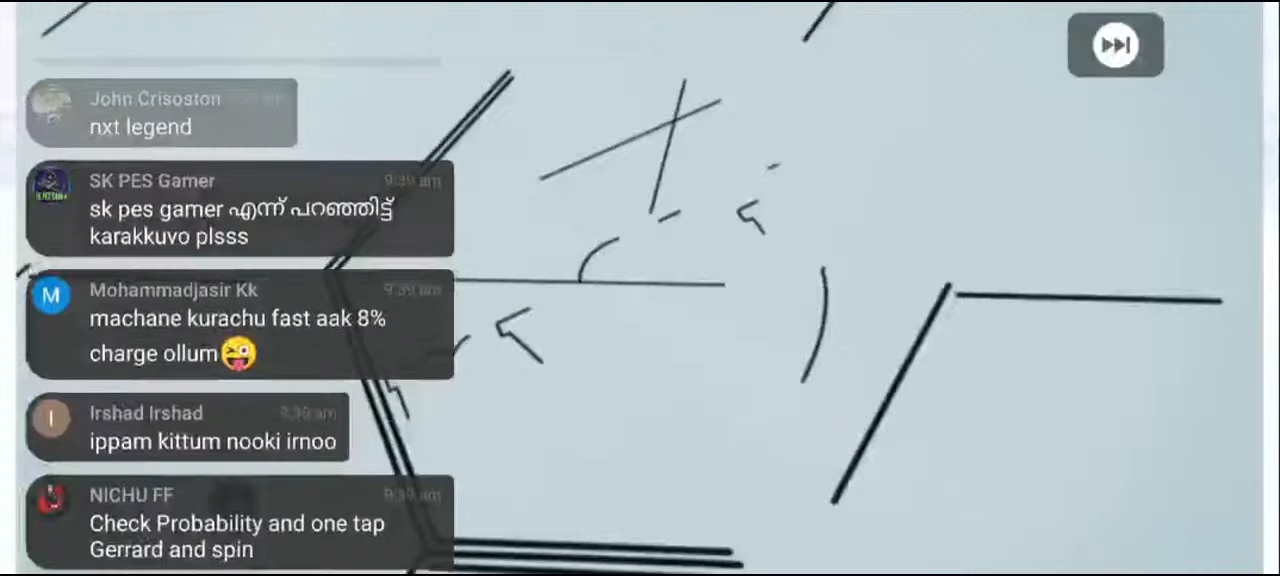 John Crisoston
nxt legend
SK PES Gamer 9:39 am
sk pes gamer എന്ന് പറഞ്ഞിട്ട്
karakkuvo plsss
Mohammadjasir Kk 9:39 am
machane kurachu fast aak 8%
charge ollum😜
Irshad Irshad 9:39 am
ippam kittum nooki irnoo
NICHU FF 9:39 am
Check Probability and one tap
Gerrard and spin